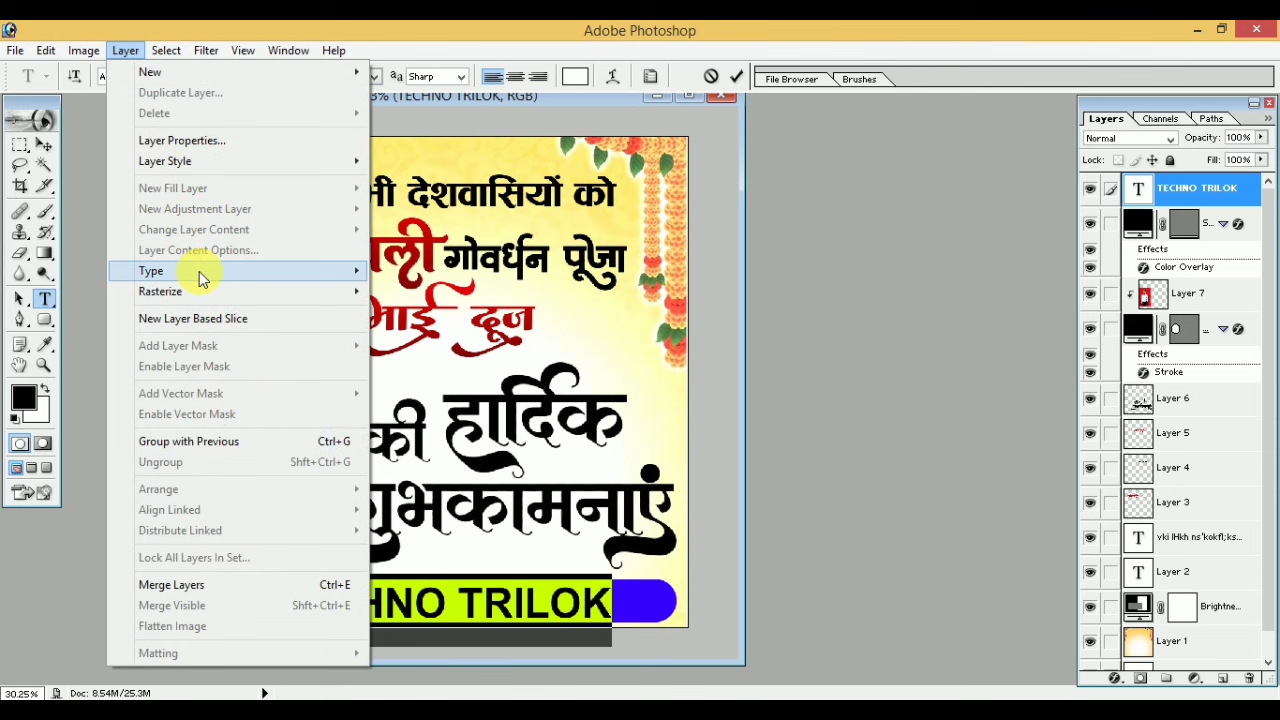 Adobe Photoshop
File Edit Image Layer Select Filter View Window Help
Sharp
File Browser
Brushes
New
Duplicate Layer...
Delete
Layer Properties...
Layer Style
New Fill Layer
New Adjustment Layer
Change Layer Content
Layer Content Options...
Type
Rasterize
New Layer Based Slice
Add Layer Mask
Enable Layer Mask
Add Vector Mask
Enable Vector Mask
Group with Previous Ctrl+G
Ungroup Shft+Ctrl+G
Arrange
Align Linked
Distribute Linked
Lock All Layers In Set...
Merge Layers Ctrl+E
Merge Visible Shft+Ctrl+E
Flatten Image
Matting
3% (TECHNO TRILOK, RGB)
देशवासियों को
गोवर्धन पूजा
भाई दूज
की हार्दिक
शुभकामनाएं
HNO TRILOK
Layers Channels Paths
Normal Opacity: 100%
Lock: Fill: 100%
TECHNO TRILOK
S...
Effects
Color Overlay
Layer 7
...
Effects
Stroke
Layer 6
Layer 5
Layer 4
Layer 3
vki lHkh ns'kokfl;ks...
Layer 2
Brightne...
Layer 1
30.25% Doc: 8.54M/25.3M